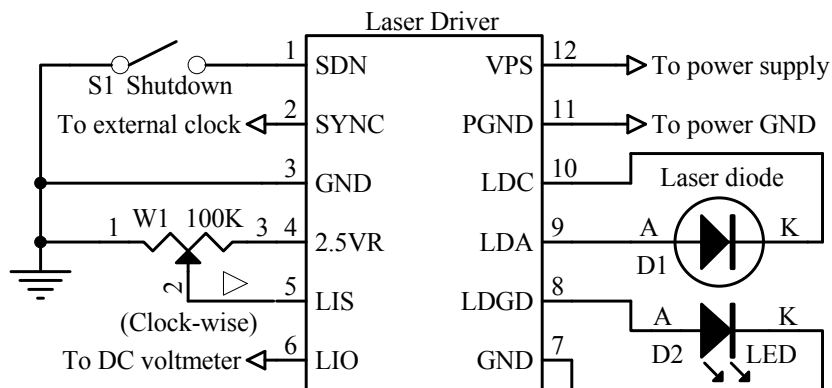 Laser Driver
1 SDN VPS 12 To power supply
S1 Shutdown
To external clock 2 SYNC PGND 11 To power GND
3 GND LDC 10
Laser diode
1 W1 100K 3 4 2.5VR LDA 9 A K
D1
2 5 LIS LDGD 8
(Clock-wise) A K
To DC voltmeter 6 LIO GND 7 D2 LED